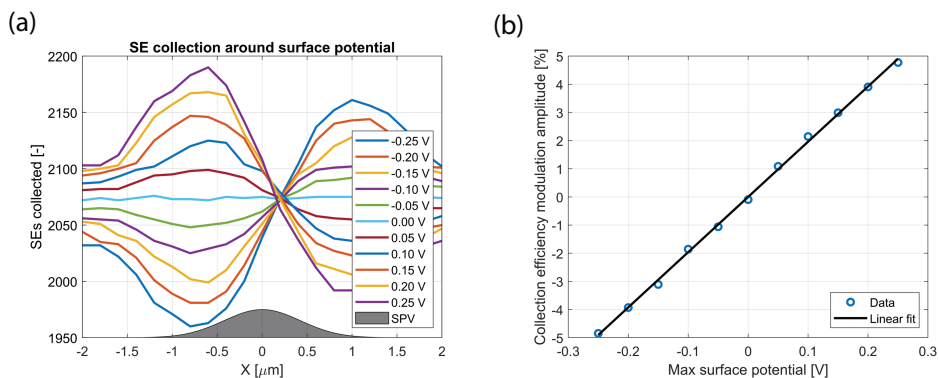 (a)
SE collection around surface potential
2200
2150
2100
2050
2000
1950
SEs collected [-]
-2
-1.5
-1
-0.5
0
0.5
1
1.5
2
X [μm]
-0.25 V
-0.20 V
-0.15 V
-0.10 V
-0.05 V
0.00 V
0.05 V
0.10 V
0.15 V
0.20 V
0.25 V
SPV
(b)
Collection efficiency modulation amplitude [%]
5
4
3
2
1
0
-1
-2
-3
-4
-5
-0.3
-0.2
-0.1
0
0.1
0.2
0.3
Max surface potential [V]
Data
Linear fit